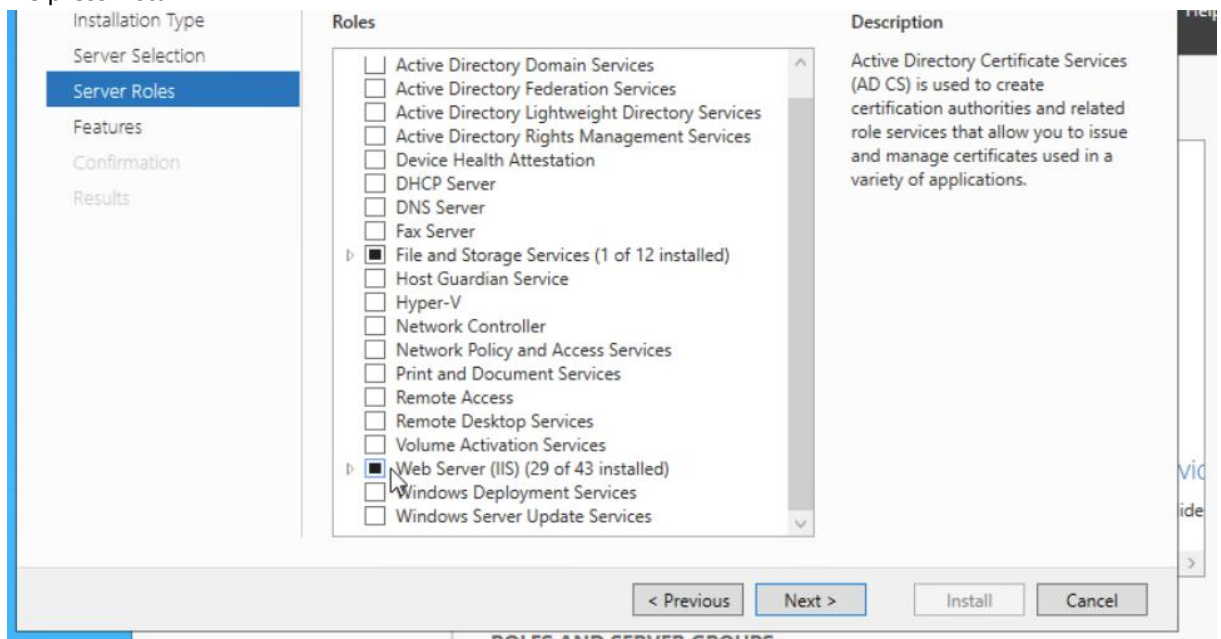 Installation Type
Server Selection
Server Roles
Features
Confirmation
Results
Roles
Active Directory Domain Services
Active Directory Federation Services
Active Directory Lightweight Directory Services
Active Directory Rights Management Services
Device Health Attestation
DHCP Server
DNS Server
Fax Server
File and Storage Services (1 of 12 installed)
Host Guardian Service
Hyper-V
Network Controller
Network Policy and Access Services
Print and Document Services
Remote Access
Remote Desktop Services
Volume Activation Services
Web Server (IIS) (29 of 43 installed)
Windows Deployment Services
Windows Server Update Services
Description
Active Directory Certificate Services
(AD CS) is used to create
certification authorities and related
role services that allow you to issue
and manage certificates used in a
variety of applications.
< Previous
Next >
Install
Cancel
ROLES AND SERVER GROUPS